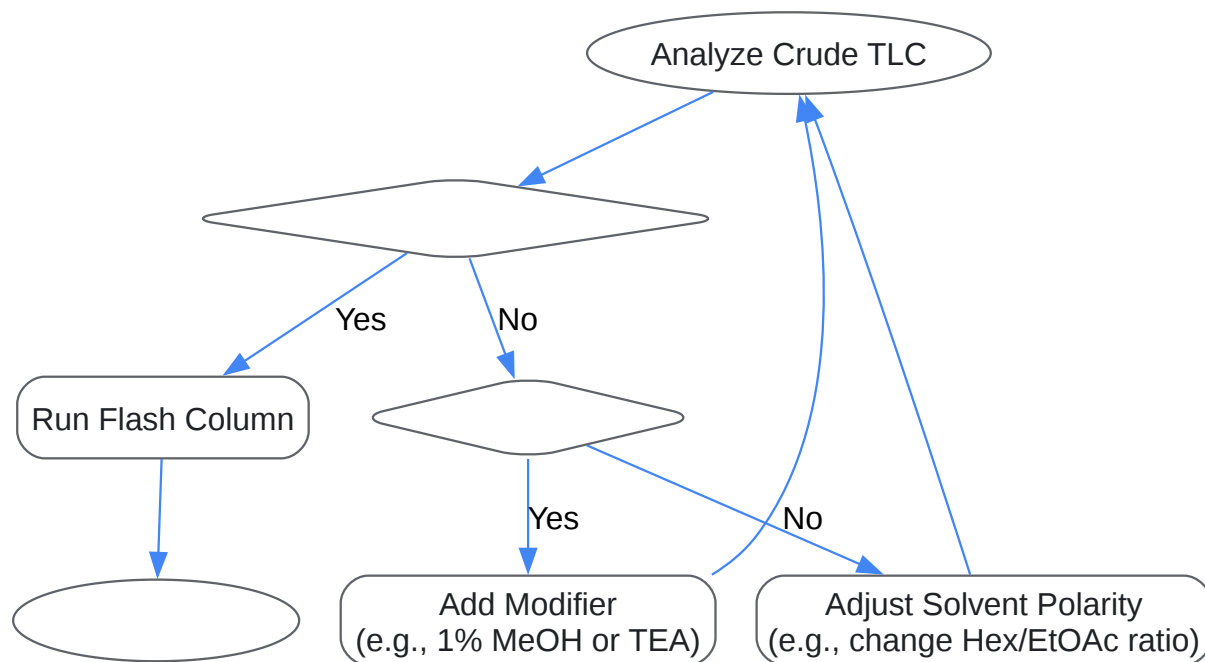 Analyze Crude TLC
Yes
No
Run Flash Column
Yes
No
Add Modifier
(e.g., 1% MeOH or TEA)
Adjust Solvent Polarity
(e.g., change Hex/EtOAc ratio)